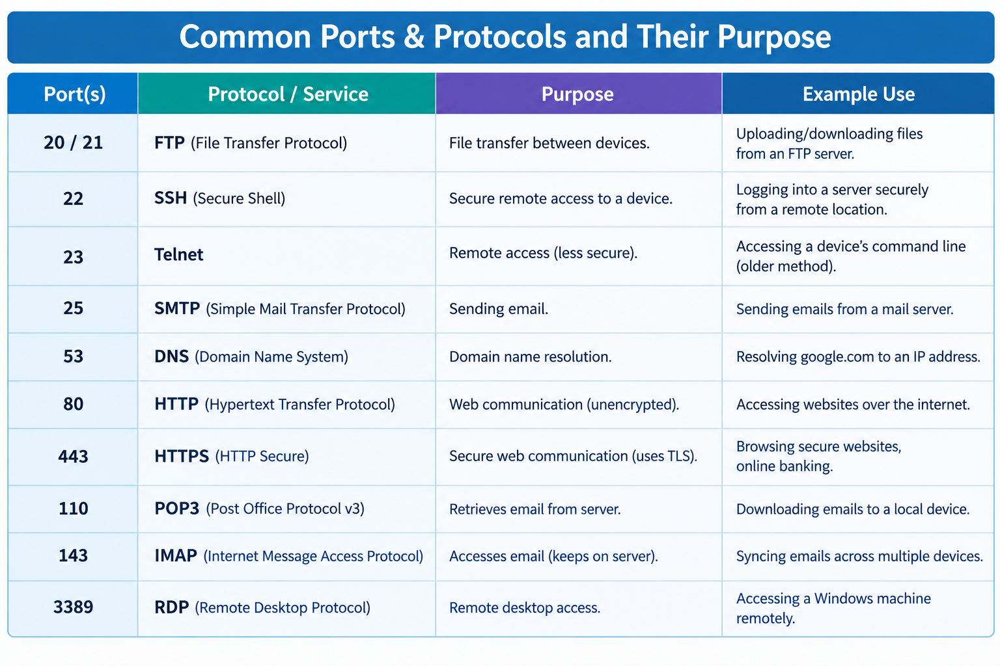 Common Ports & Protocols and Their Purpose
Port(s) Protocol / Service Purpose Example Use
20 / 21 FTP (File Transfer Protocol) File transfer between devices. Uploading/downloading files
from an FTP server.
22 SSH (Secure Shell) Secure remote access to a device. Logging into a server securely
from a remote location.
23 Telnet Remote access (less secure). Accessing a device's command line
(older method).
25 SMTP (Simple Mail Transfer Protocol) Sending email. Sending emails from a mail server.
53 DNS (Domain Name System) Domain name resolution. Resolving google.com to an IP address.
80 HTTP (Hypertext Transfer Protocol) Web communication (unencrypted). Accessing websites over the internet.
443 HTTPS (HTTP Secure) Secure web communication (uses TLS). Browsing secure websites,
online banking.
110 POP3 (Post Office Protocol v3) Retrieves email from server. Downloading emails to a local device.
143 IMAP (Internet Message Access Protocol) Accesses email (keeps on server). Syncing emails across multiple devices.
3389 RDP (Remote Desktop Protocol) Remote desktop access. Accessing a Windows machine
remotely.